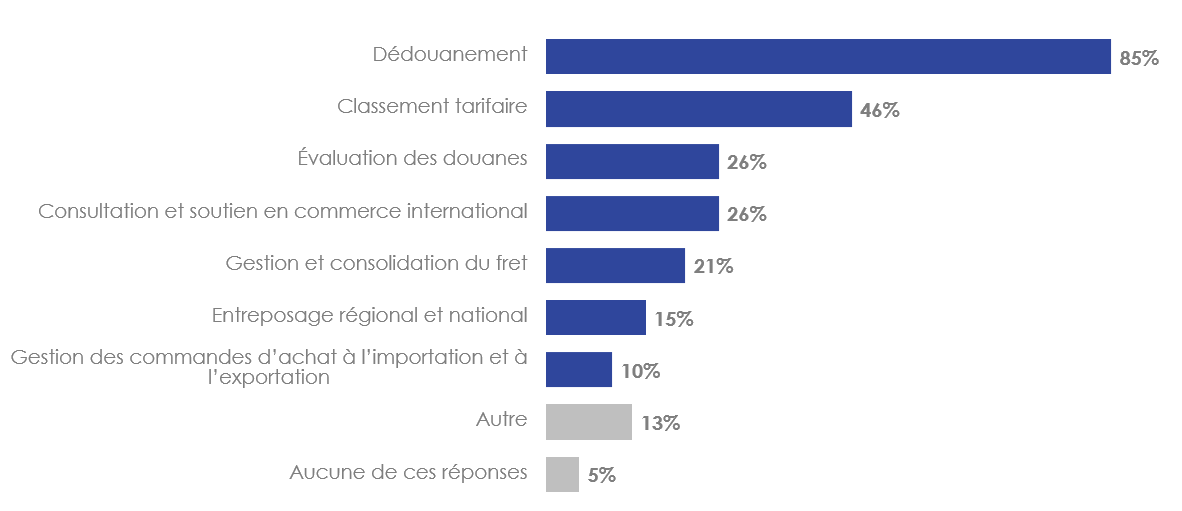 Dédouanement 85%
Classement tarifaire 46%
Évaluation des douanes 26%
Consultation et soutien en commerce international 26%
Gestion et consolidation du fret 21%
Entreposage régional et national 15%
Gestion des commandes d’achat à l’importation et à
l’exportation 10%
Autre 13%
Aucune de ces réponses 5%